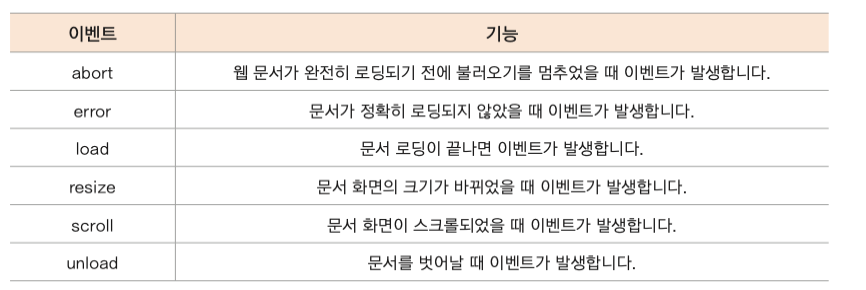 이벤트 기능
abort 웹 문서가 완전히 로딩되기 전에 불러오기를 멈추었을 때 이벤트가 발생합니다.
error 문서가 정확히 로딩되지 않았을 때 이벤트가 발생합니다.
load 문서 로딩이 끝나면 이벤트가 발생합니다.
resize 문서 화면의 크기가 바뀌었을 때 이벤트가 발생합니다.
scroll 문서 화면이 스크롤되었을 때 이벤트가 발생합니다.
unload 문서를 벗어날 때 이벤트가 발생합니다.